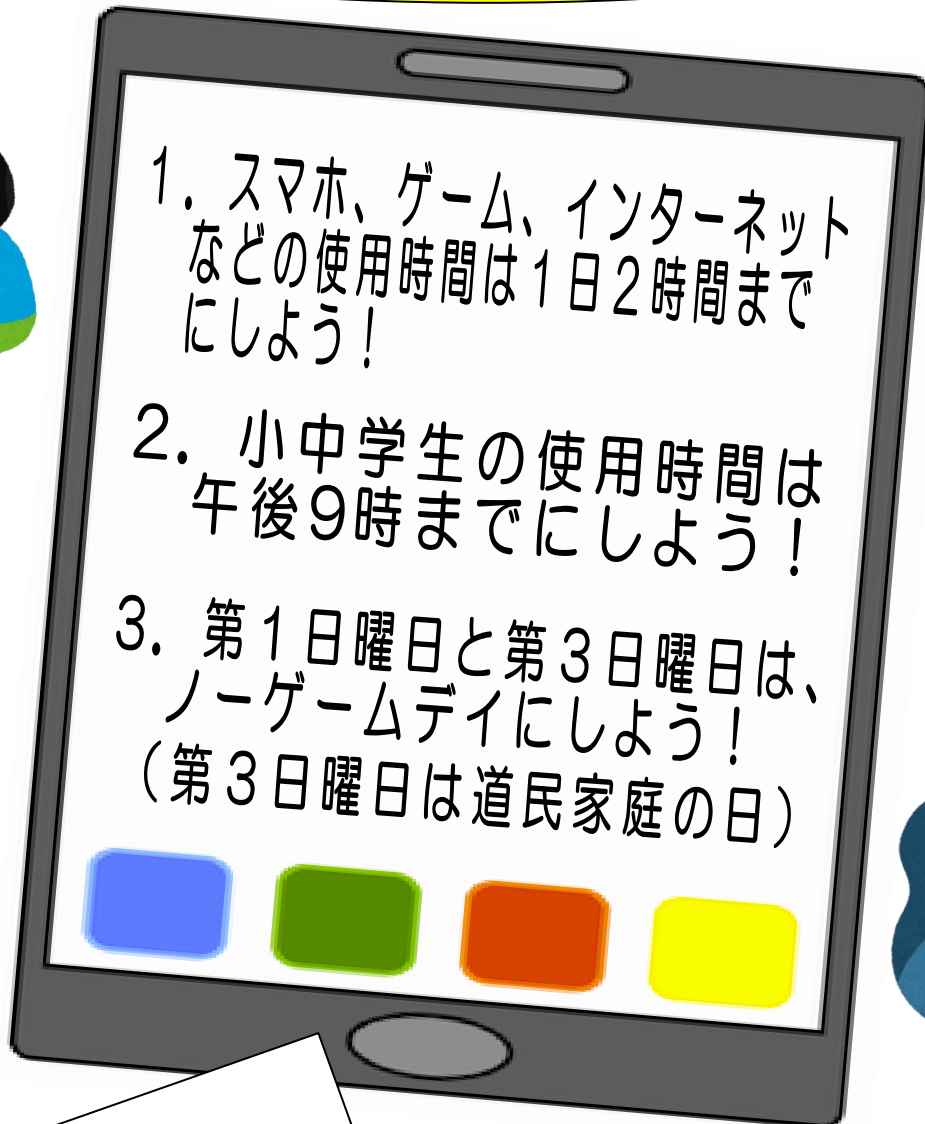 1．スマホ、ゲーム、インターネット
などの使用時間は1日2時間まで
にしよう！
2．小中学生の使用時間は
午後9時までにしよう！
3．第1日曜日と第3日曜日は、
ノーゲームデイにしよう！
（第3日曜日は道民家庭の日）